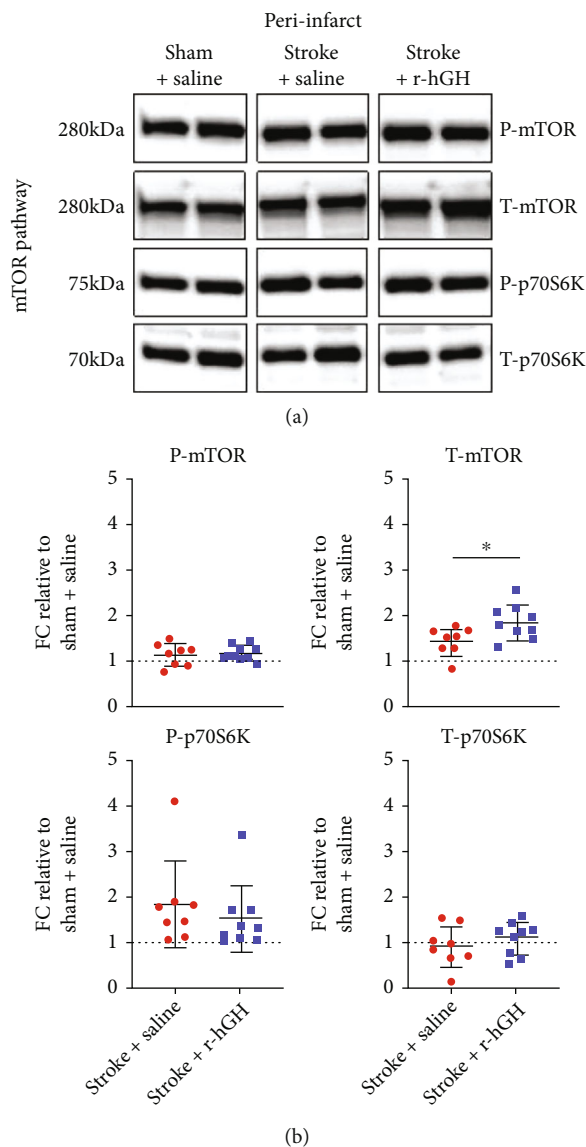 Peri-infarct
Sham + saline
Stroke + saline
Stroke + r-hGH
mTOR pathway
280kDa
P-mTOR
280kDa
T-mTOR
75kDa
P-p70S6K
70kDa
T-p70S6K
(a)
P-mTOR
FC relative to
sham + saline
5
4
3
2
1
0
T-mTOR
FC relative to
sham + saline
5
4
3
2
1
0
*
P-p70S6K
FC relative to
sham + saline
5
4
3
2
1
0
Stroke + saline
Stroke + r-hGH
T-p70S6K
FC relative to
sham + saline
5
4
3
2
1
0
Stroke + saline
Stroke + r-hGH
(b)